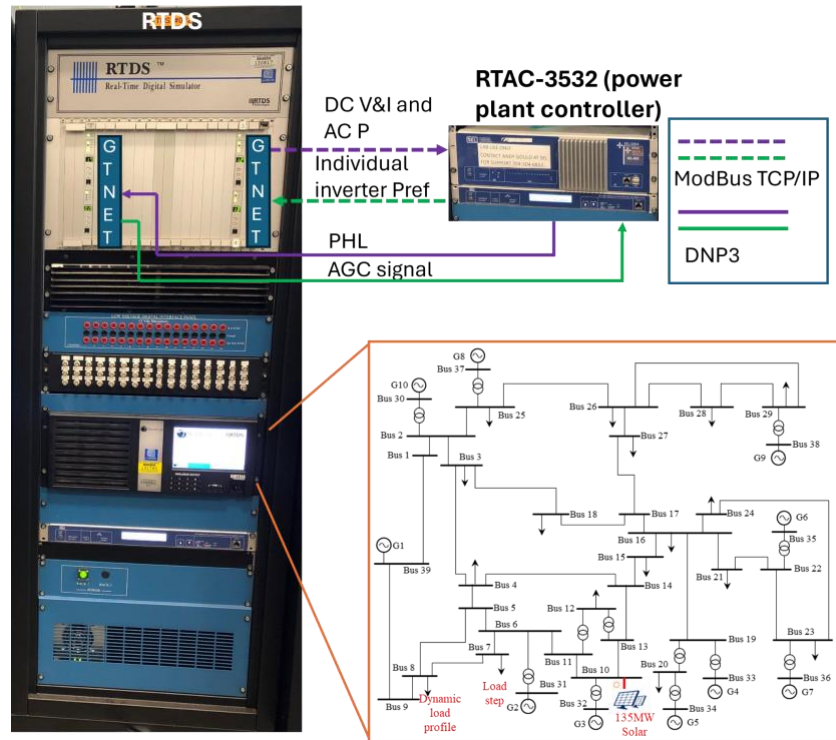 RTDS
RTDS ™
Real-Time Digital Simulator
GTNET
GTNET
DC V&I and
AC P
Individual
inverter Pref
PHL
AGC signal
RTAC-3532 (power
plant controller)
ModBus TCP/IP
DNP3
G8
Bus 37
G10
Bus 30
Bus 25
Bus 26
Bus 28
Bus 29
Bus 2
Bus 27
Bus 38
Bus 1
Bus 3
G9
Bus 18
Bus 17
Bus 24
G6
Bus 16
Bus 35
G1
Bus 15
Bus 39
Bus 21
Bus 22
Bus 4
Bus 14
Bus 5
Bus 12
Bus 6
Bus 13
Bus 19
Bus 23
Bus 7
Bus 11
Bus 8
Bus 10
Bus 20
Bus 33
Bus 36
Bus 9
Dynamic
load
profile
Load
step
Bus 31
G2
Bus 32
G3
135MW
Solar
Bus 34
G5
G4
G7